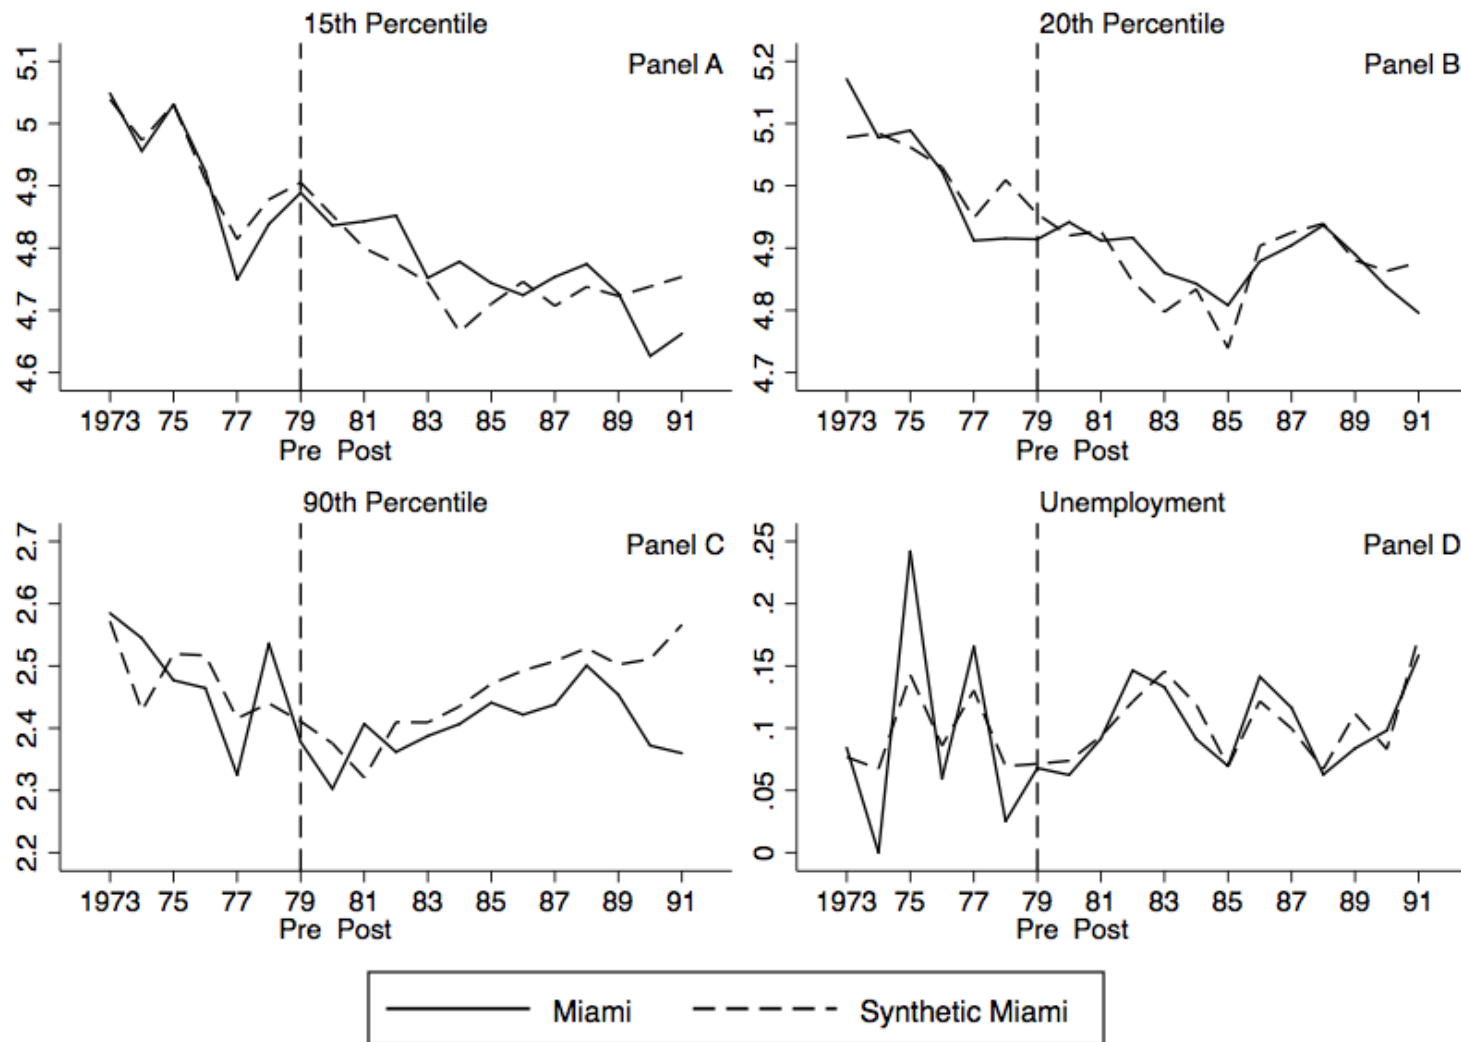 15th Percentile
Panel A
5.1
5
4.9
4.8
4.7
4.6
1973 75 77 79 81 83 85 87 89 91
Pre Post
20th Percentile
Panel B
5.2
5.1
5
4.9
4.8
4.7
1973 75 77 79 81 83 85 87 89 91
Pre Post
90th Percentile
Panel C
2.7
2.6
2.5
2.4
2.3
2.2
1973 75 77 79 81 83 85 87 89 91
Pre Post
Unemployment
Panel D
.25
.2
.15
.1
.05
0
1973 75 77 79 81 83 85 87 89 91
Pre Post
Miami Synthetic Miami